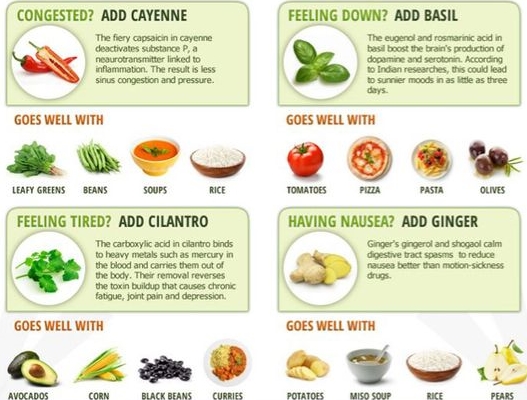 CONGESTED? ADD CAYENNE
The fiery capsaicin in cayenne
deactivates substance P, a
neaurotransmitter linked to
inflammation. The result is less
sinus congestion and pressure.
GOES WELL WITH
LEAFY GREENS
BEANS
SOUPS
RICE
FEELING DOWN? ADD BASIL
The eugenol and rosmarinic acid in
basil boost the brain's production of
dopamine and serotonin. According
to Indian researches, this could lead
to sunnier moods in as little as three
days.
GOES WELL WITH
TOMATOES
PIZZA
PASTA
OLIVES
FEELING TIRED? ADD CILANTRO
The carboxylic acid in cilantro binds
to heavy metals such as mercury in
the blood and carries them out of
the body. Their removal reverses
the toxin buildup that causes chronic
fatigue, joint pain and depression.
GOES WELL WITH
AVOCADOS
CORN
BLACK BEANS
CURRIES
HAVING NAUSEA? ADD GINGER
Ginger's gingerol and shogaol calm
digestive tract spasms to reduce
nausea better than motion-sickness
drugs.
GOES WELL WITH
POTATOES
MISO SOUP
RICE
PEARS